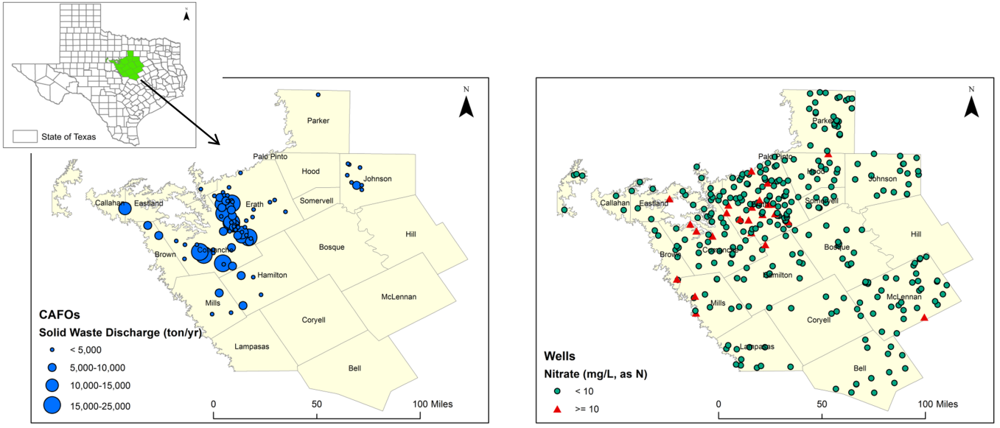 N
State of Texas
N
Parker
Palo Pinto
Hood
Johnson
Callahan
Eastland
Erath
Somervell
Hill
Bosque
Brown
Comanche
Hamilton
McLennan
Mills
Coryell
Lampasas
Bell
CAFOs
Solid Waste Discharge (ton/yr)
< 5,000
5,000-10,000
10,000-15,000
15,000-25,000
0 50 100 Miles
N
Parker
Palo Pinto
Hood
Johnson
Callahan
Eastland
Somervell
Hill
Bosque
Brown
Comanche
Hamilton
McLennan
Mills
Coryell
Lampasas
Bell
Wells
Nitrate (mg/L, as N)
< 10
>= 10
0 50 100 Miles